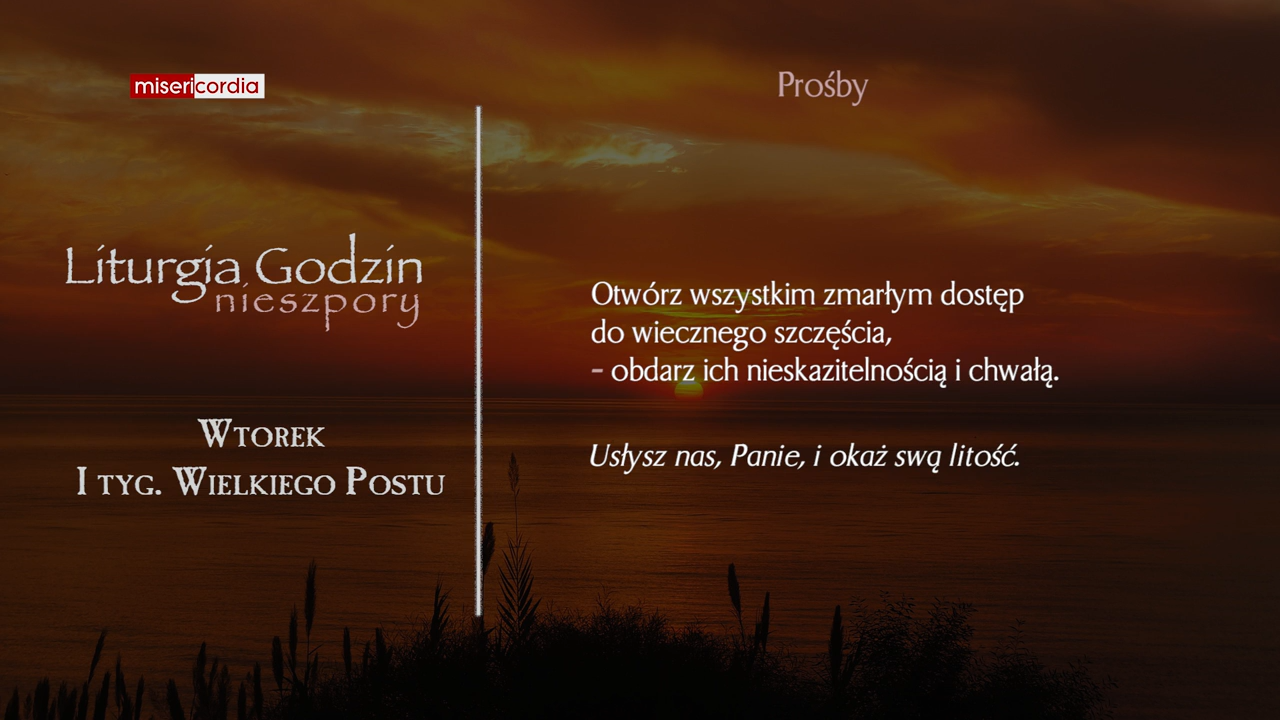 misericordia
Prośby
Liturgia Godzin
nieszpory
Wtorek
I tyg. Wielkiego Postu
Otwórz wszystkim zmarłym dostęp
do wiecznego szczęścia,
- obdarz ich nieskazitelnością i chwałą.
Usłysz nas, Panie, i okaż swą litość.